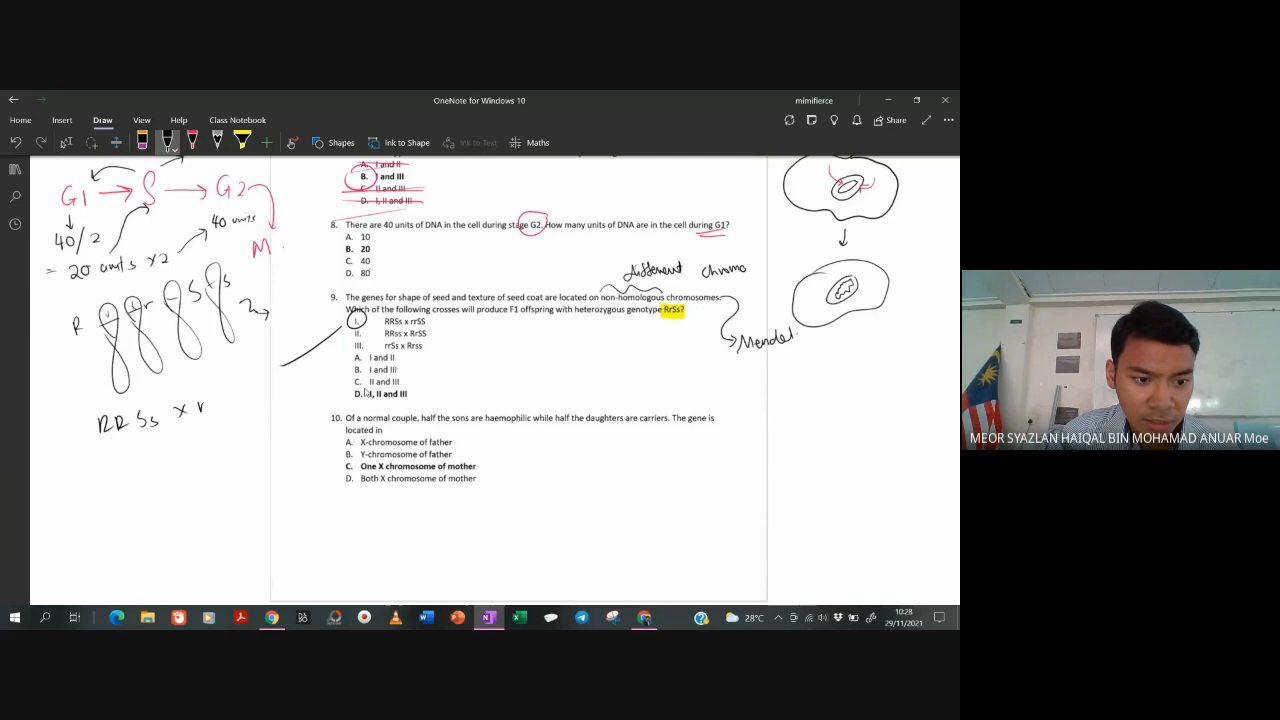 OneNote for Windows 10
mimifierce
Home Insert Draw View Help Class Notebook
Share
Shapes Ink to Shape Ink to Text Maths
A. I and II
B. I and III
C. II and III
D. I, II and III
G1 → S → G2
M
40/2
= 20 units x2
40 units
8. There are 40 units of DNA in the cell during stage G2. How many units of DNA are in the cell during G1?
A. 10
B. 20
C. 40
D. 80
different chromo
9. The genes for shape of seed and texture of seed coat are located on non-homologous chromosomes.
Which of the following crosses will produce F1 offspring with heterozygous genotype RrSs?
I. RRSs x rrSS
II. RRss x RrSS
III. rrSs x Rrss
A. I and II
B. I and III
C. II and III
D. I, II and III
Mendel
R r S s
2n
RRSs x r
10. Of a normal couple, half the sons are haemophilic while half the daughters are carriers. The gene is
located in
A. X-chromosome of father
B. Y-chromosome of father
C. One X chromosome of mother
D. Both X chromosome of mother
MEOR SYAZLAN HAIQAL BIN MOHAMAD ANUAR Moe
28°C
10:28
29/11/2021